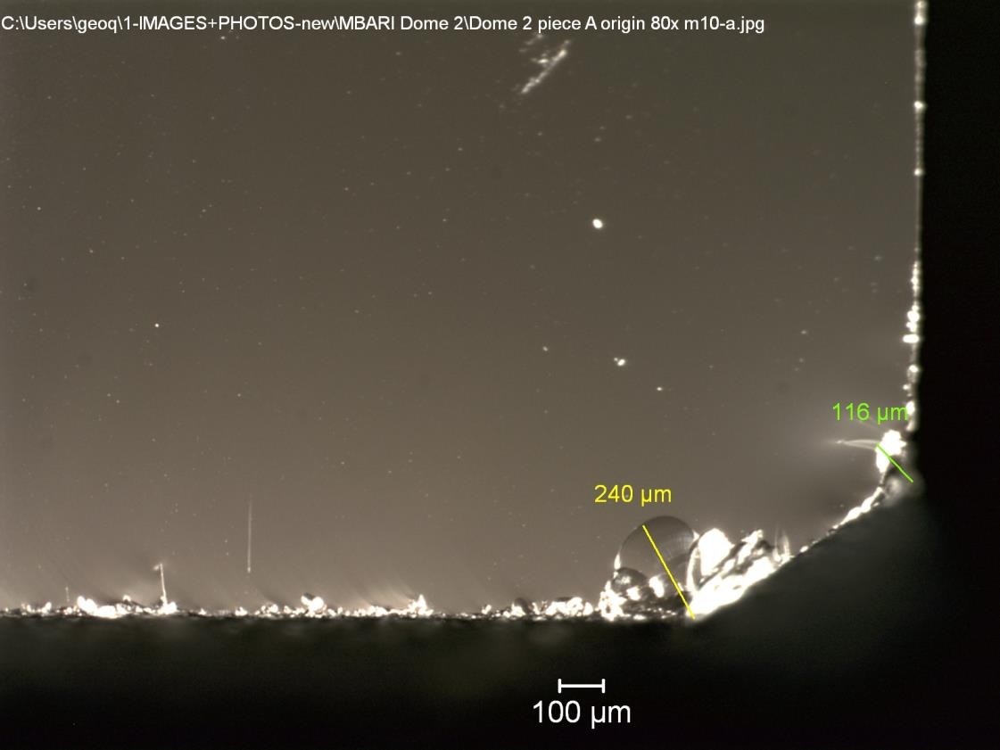 C:\Users\geoq\1-IMAGES+PHOTOS-new\MBARI Dome 2\Dome 2 piece A origin 80x m10-a.jpg
116 µm
240 µm
100 µm